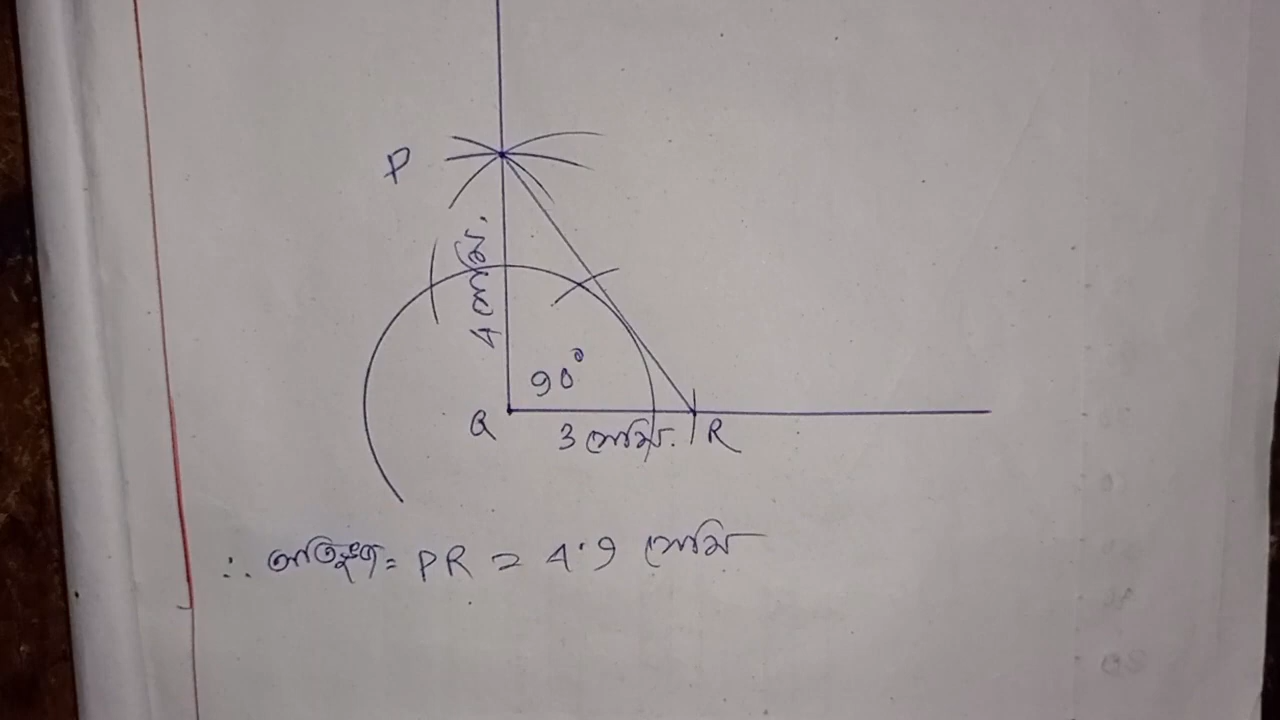 P
4 সেমি.
90°
Q
3 সেমি. R
∴ অতিভুজ = PR = 4.9 সেমি